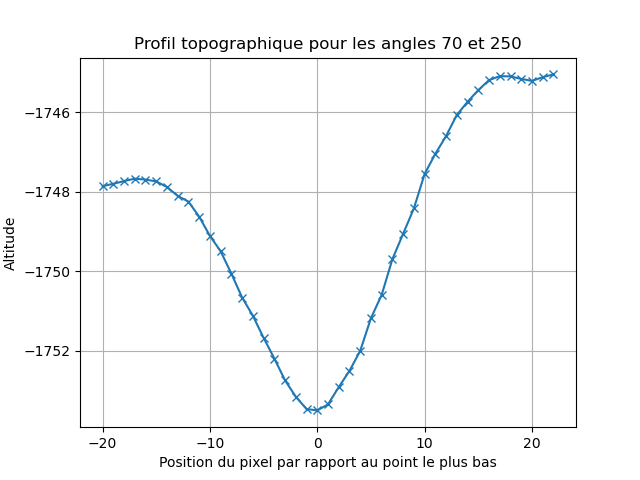 Profil topographique pour les angles 70 et 250
Altitude
−1746
−1748
−1750
−1752
−20 −10 0 10 20
Position du pixel par rapport au point le plus bas